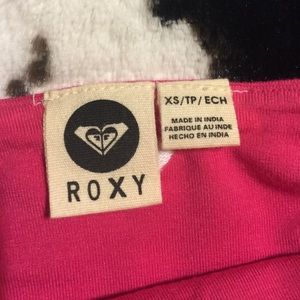 ROXY
XS/TP/ECH
MADE IN INDIA
FABRIQUE AU INDE
HECHO EN INDIA